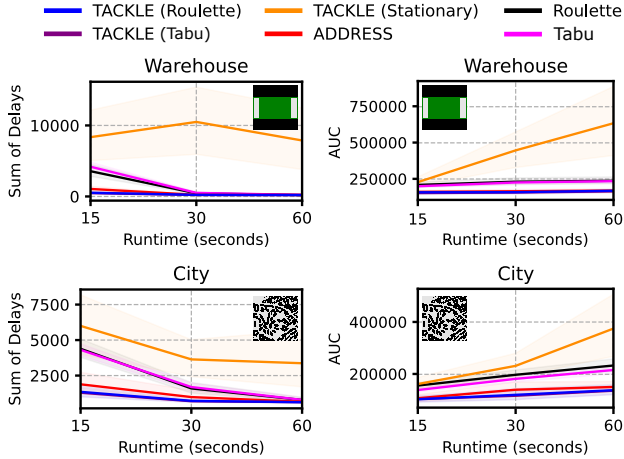 TACKLE (Roulette) TACKLE (Stationary) Roulette
TACKLE (Tabu) ADDRESS Tabu
Warehouse
Sum of Delays
10000
0
15 30 60
Runtime (seconds)
Warehouse
AUC
750000
500000
250000
15 30 60
Runtime (seconds)
City
Sum of Delays
7500
5000
2500
15 30 60
Runtime (seconds)
City
AUC
400000
200000
15 30 60
Runtime (seconds)